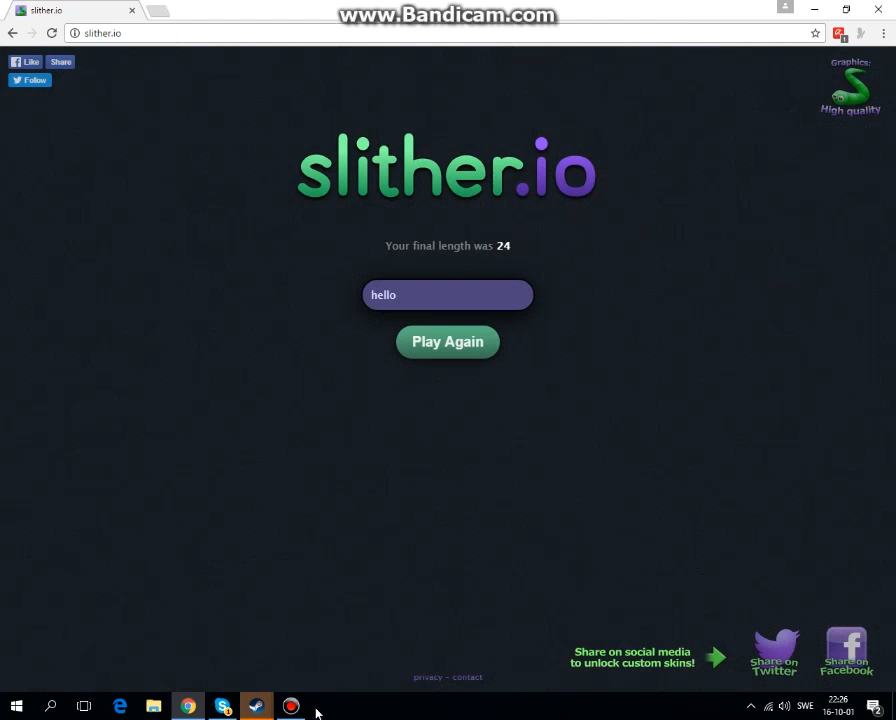 www.Bandicam.com
slither.io
slither.io
Like Share
Follow
Graphics:
High quality
slither.io
Your final length was 24
hello
Play Again
Share on social media
to unlock custom skins!
Share on
Twitter
Share on
Facebook
privacy - contact
SWE
22:26
16-10-01